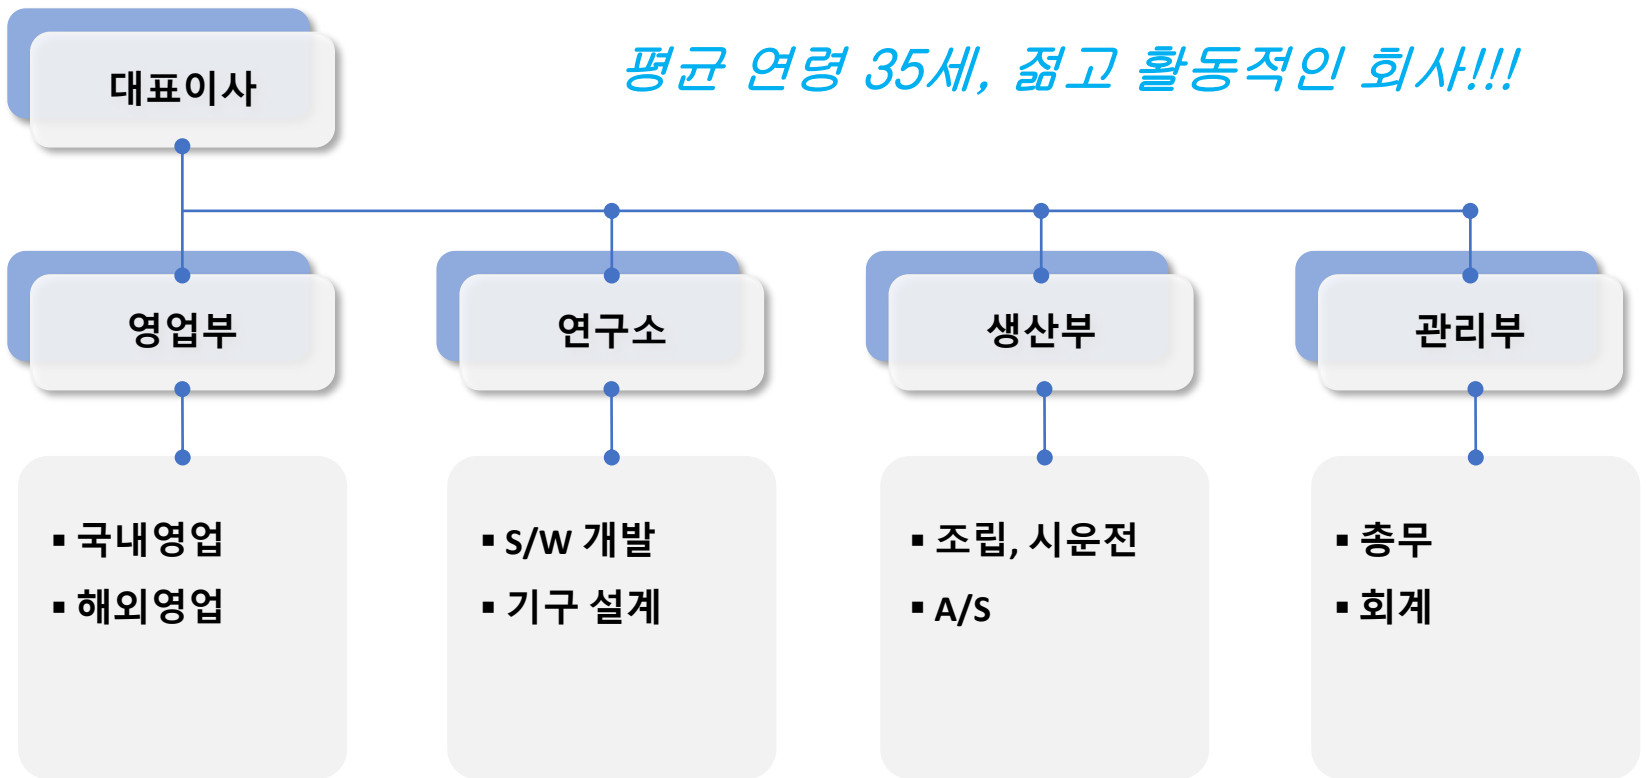 대표이사
평균 연령 35세, 젊고 활동적인 회사!!!
영업부
연구소
생산부
관리부
▪ 국내영업
▪ 해외영업
▪ S/W 개발
▪ 기구 설계
▪ 조립, 시운전
▪ A/S
▪ 총무
▪ 회계